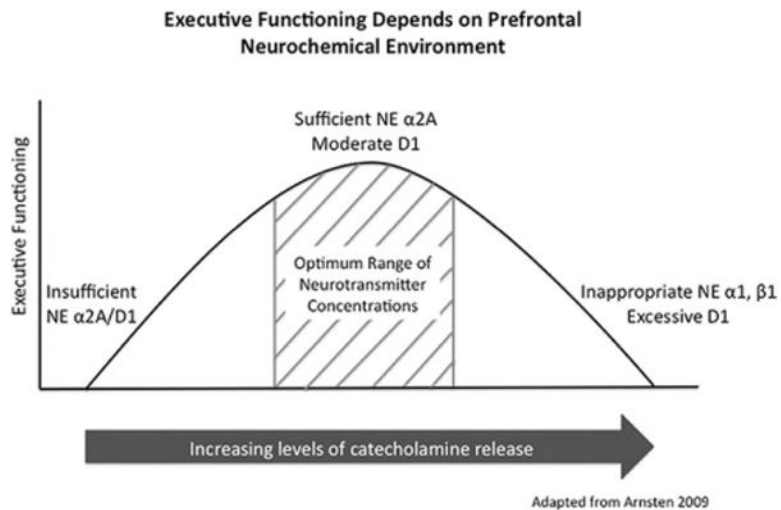 Executive Functioning Depends on Prefrontal
Neurochemical Environment
Executive Functioning
Sufficient NE α2A
Moderate D1
Insufficient
NE α2A/D1
Optimum Range of
Neurotransmitter
Concentrations
Inappropriate NE α1, β1
Excessive D1
Increasing levels of catecholamine release
Adapted from Arnsten 2009